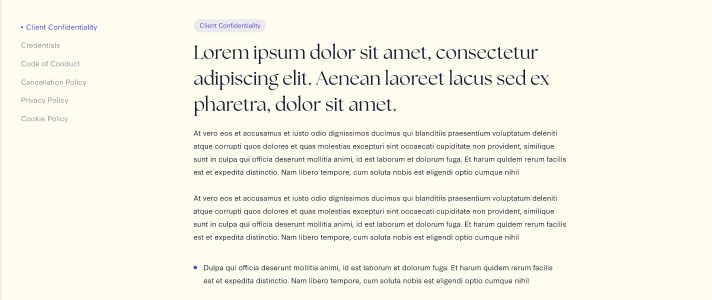 Client Confidentiality
Credentials
Code of Conduct
Cancellation Policy
Privacy Policy
Cookie Policy
Client Confidentiality
Lorem ipsum dolor sit amet, consectetur
adipiscing elit. Aenean laoreet lacus sed ex
pharetra, dolor sit amet.
At vero eos et accusamus et iusto odio dignissimos ducimus qui blanditiis praesentium voluptatum deleniti
atque corrupti quos dolores et quas molestias excepturi sint occaecati cupiditate non provident, similique
sunt in culpa qui officia deserunt mollitia animi, id est laborum et dolorum fuga. Et harum quidem rerum facilis
est et expedita distinctio. Nam libero tempore, cum soluta nobis est eligendi optio cumque nihil
At vero eos et accusamus et iusto odio dignissimos ducimus qui blanditiis praesentium voluptatum deleniti
atque corrupti quos dolores et quas molestias excepturi sint occaecati cupiditate non provident, similique
sunt in culpa qui officia deserunt mollitia animi, id est laborum et dolorum fuga. Et harum quidem rerum facilis
est et expedita distinctio. Nam libero tempore, cum soluta nobis est eligendi optio cumque nihil
Dulpa qui officia deserunt mollitia animi, id est laborum et dolorum fuga. Et harum quidem rerum facilis
est et expedita distinctio. Nam libero tempore, cum soluta nobis est eligendi optio cumque nihil